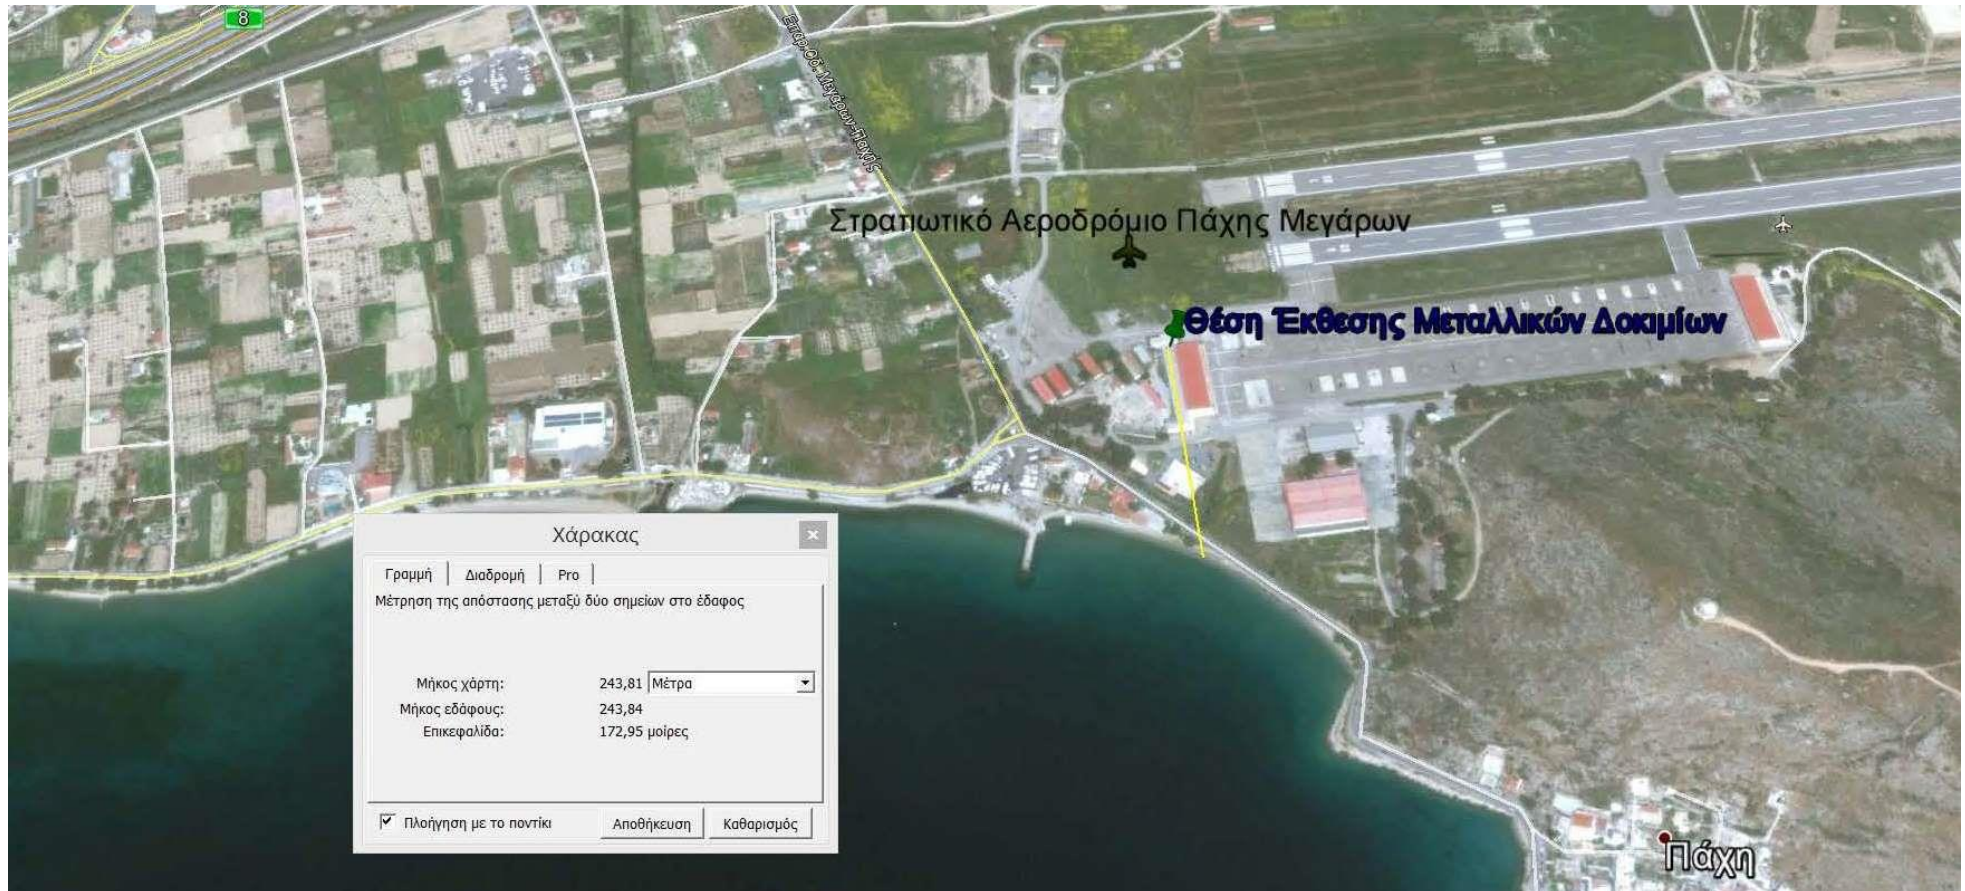 8
Επαρ.Οδ. Μεγάρων-Πάχης
Στρατιωτικό Αεροδρόμιο Πάχης Μεγάρων
Θέση Έκθεσης Μεταλλικών Δοκιμίων
Χάρακας
Γραμμή Διαδρομή Pro
Μέτρηση της απόστασης μεταξύ δύο σημείων στο έδαφος
Μήκος χάρτη: 243,81 Μέτρα
Μήκος εδάφους: 243,84
Επικεφαλίδα: 172,95 μοίρες
Πλοήγηση με το ποντίκι Αποθήκευση Καθαρισμός
Πάχη